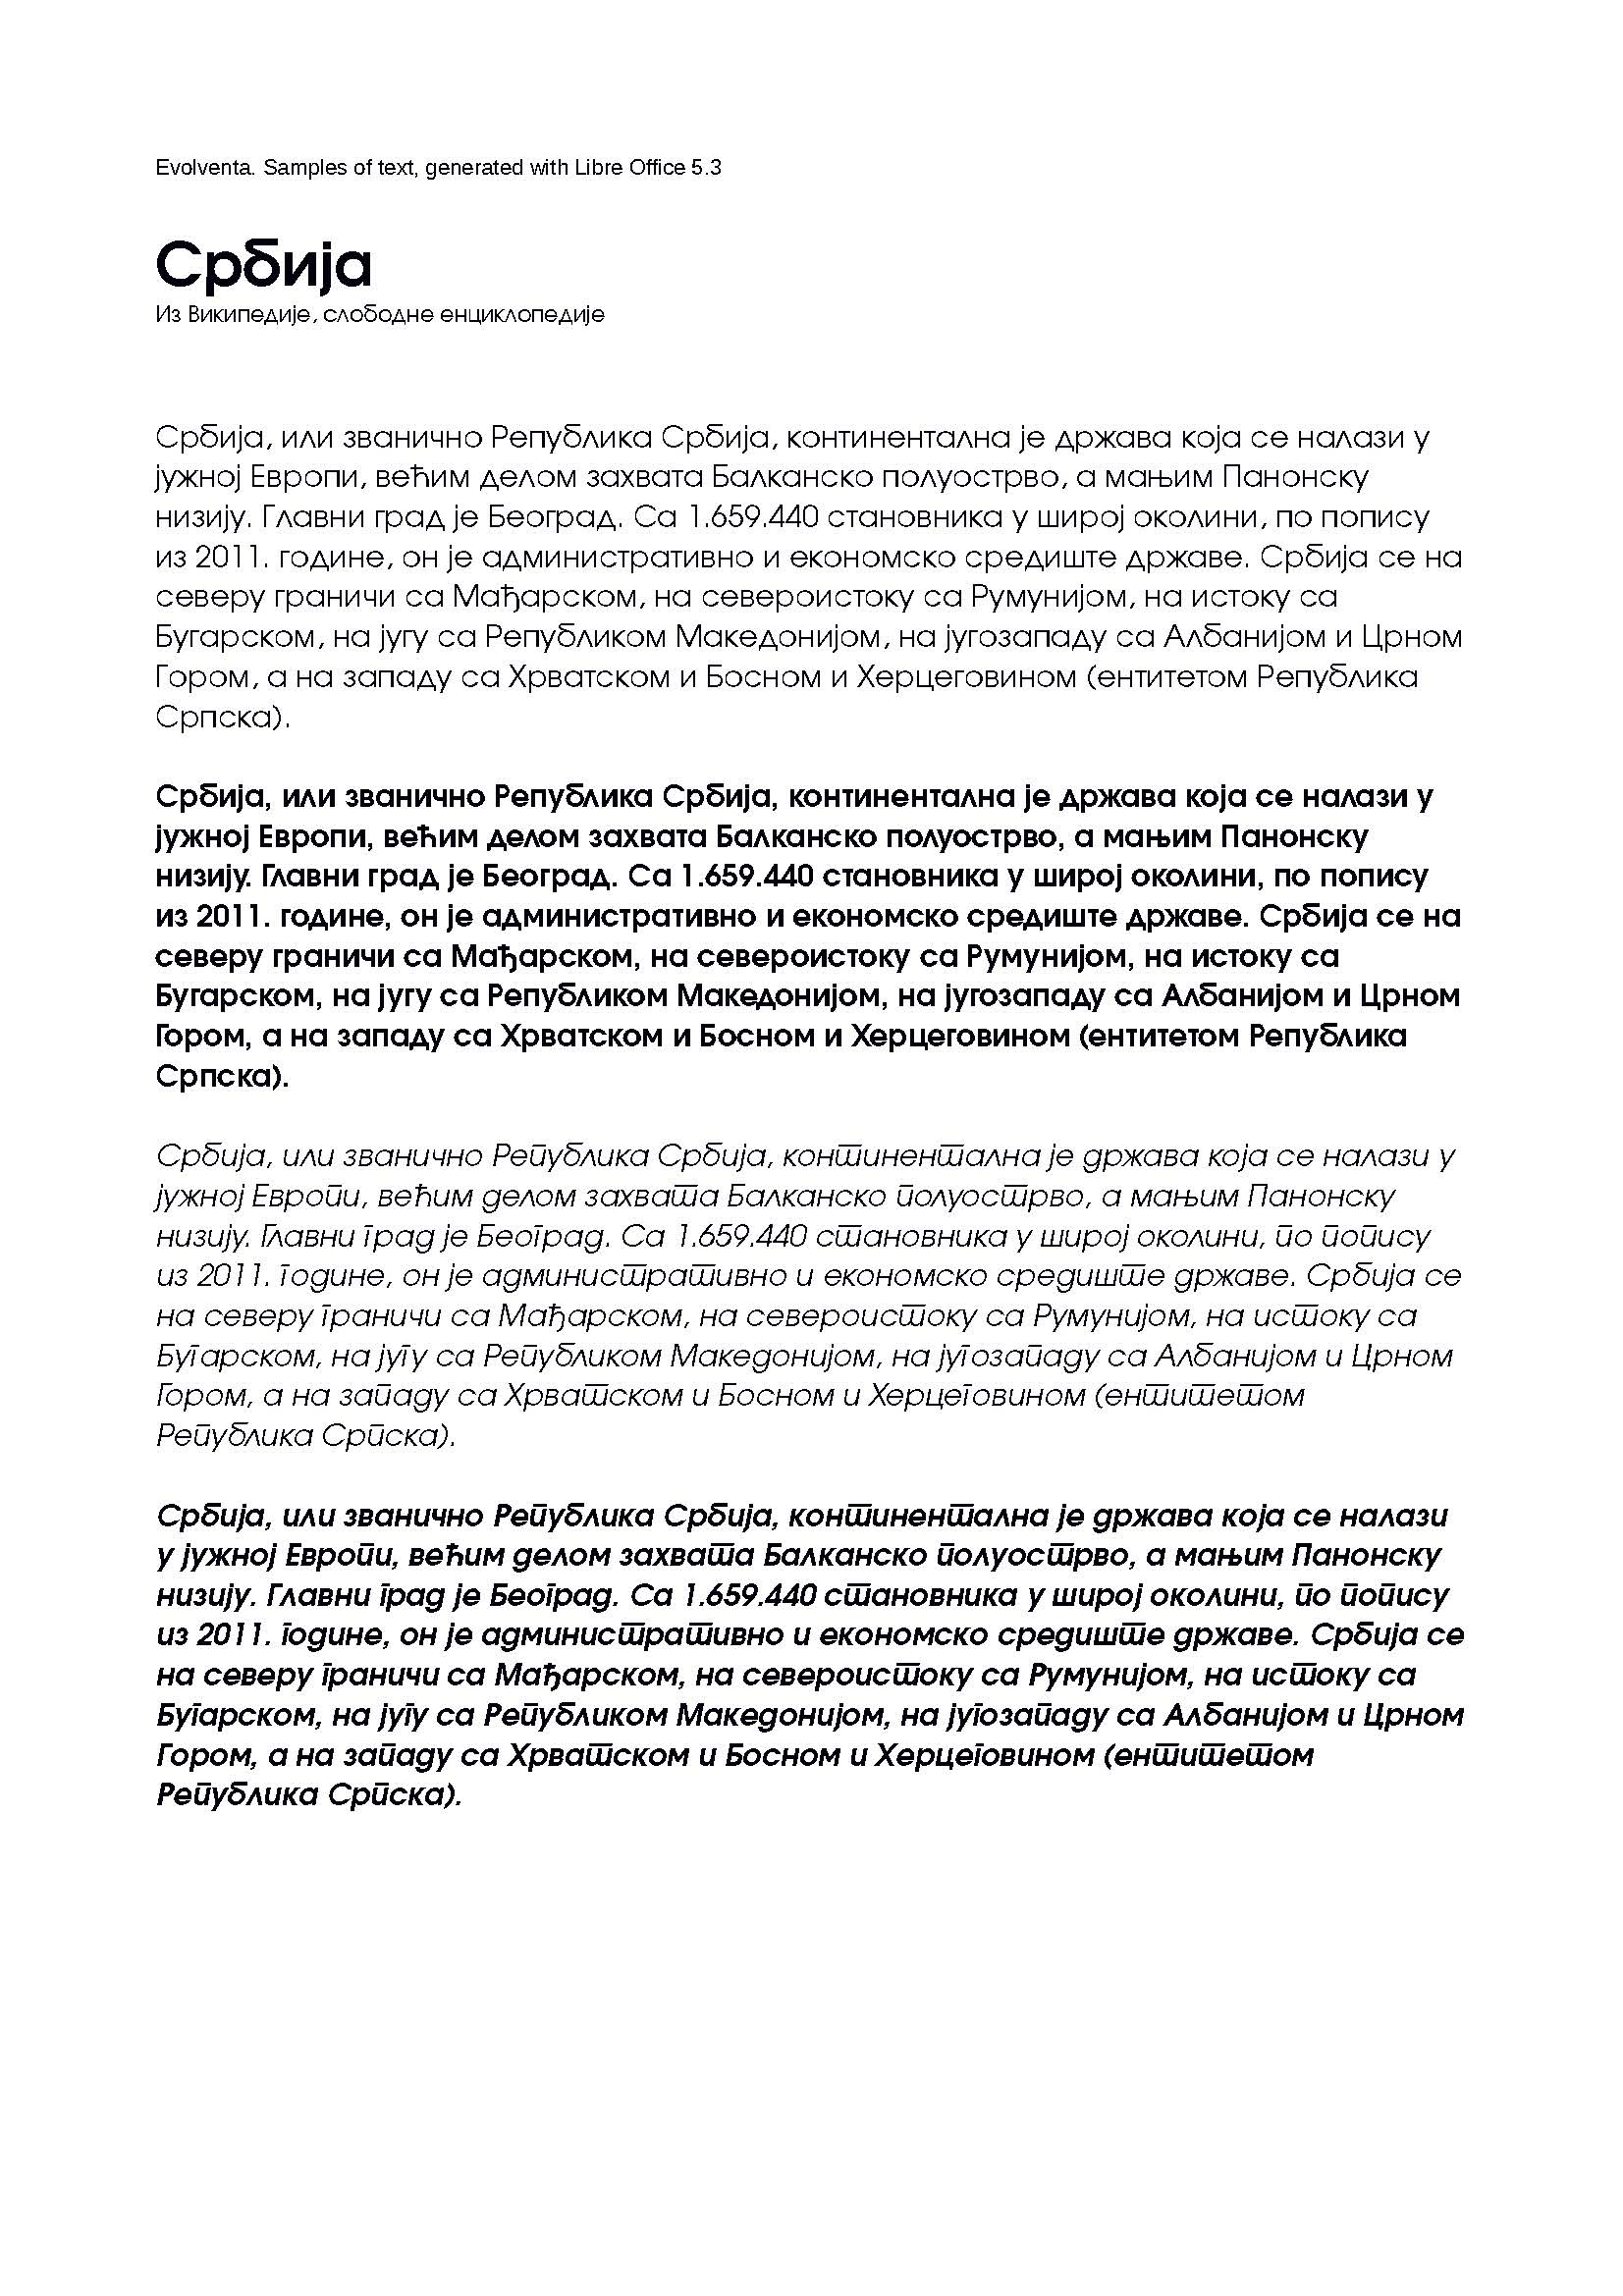 Evolventa. Samples of text, generated with Libre Office 5.3
Србија
Из Википедије, слободне енциклопедије
Србија, или званично Република Србија, континентална је држава која се налази у
јужној Европи, већим делом захвата Балканско полуострво, а мањим Панонску
низију. Главни град је Београд. Са 1.659.440 становника у широј околини, по попису
из 2011. године, он је административно и економско средиште државе. Србија се на
северу граничи са Мађарском, на североистоку са Румунијом, на истоку са
Бугарском, на југу са Републиком Македонијом, на југозападу са Албанијом и Црном
Гором, а на западу са Хрватском и Босном и Херцеговином (ентитетом Република
Српска).
Србија, или званично Република Србија, континентална је држава која се налази у
јужној Европи, већим делом захвата Балканско полуострво, а мањим Панонску
низију. Главни град је Београд. Са 1.659.440 становника у широј околини, по попису
из 2011. године, он је административно и економско средиште државе. Србија се на
северу граничи са Мађарском, на североистоку са Румунијом, на истоку са
Бугарском, на југу са Републиком Македонијом, на југозападу са Албанијом и Црном
Гором, а на западу са Хрватском и Босном и Херцеговином (ентитетом Република
Српска).
Србија, или званично Република Србија, континентална је држава која се налази у
јужној Европи, већим делом захвата Балканско полуострво, а мањим Панонску
низију. Главни град је Београд. Са 1.659.440 становника у широј околини, по попису
из 2011. године, он је административно и економско средиште државе. Србија се
на северу граничи са Мађарском, на североистоку са Румунијом, на истоку са
Бугарском, на југу са Републиком Македонијом, на југозападу са Албанијом и Црном
Гором, а на западу са Хрватском и Босном и Херцеговином (ентитетом
Република Српска).
Србија, или званично Република Србија, континентална је држава која се налази
у јужној Европи, већим делом захвата Балканско полуострво, а мањим Панонску
низију. Главни град је Београд. Са 1.659.440 становника у широј околини, по попису
из 2011. године, он је административно и економско средиште државе. Србија се
на северу граничи са Мађарском, на североистоку са Румунијом, на истоку са
Бугарском, на југу са Републиком Македонијом, на југозападу са Албанијом и Црном
Гором, а на западу са Хрватском и Босном и Херцеговином (ентитетом
Република Српска).